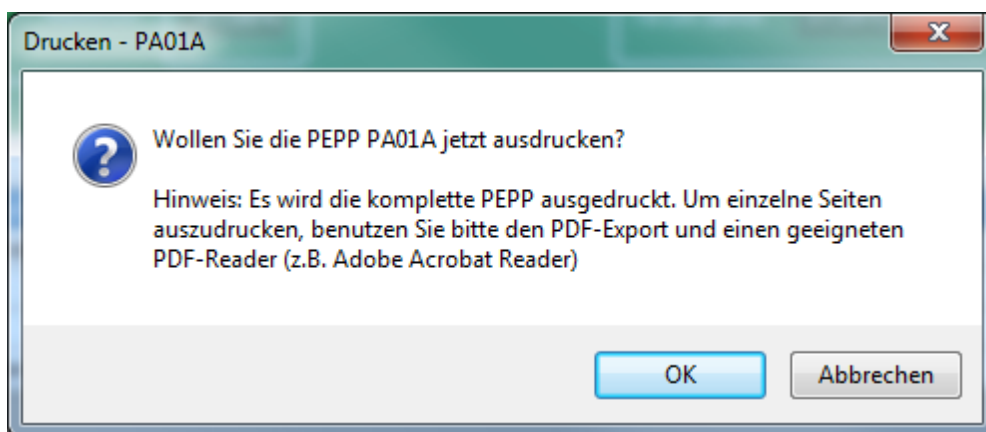 Drucken - PA01A
Wollen Sie die PEPP PA01A jetzt ausdrucken?
Hinweis: Es wird die komplette PEPP ausgedruckt. Um einzelne Seiten
auszudrucken, benutzen Sie bitte den PDF-Export und einen geeigneten
PDF-Reader (z.B. Adobe Acrobat Reader)
OK
Abbrechen